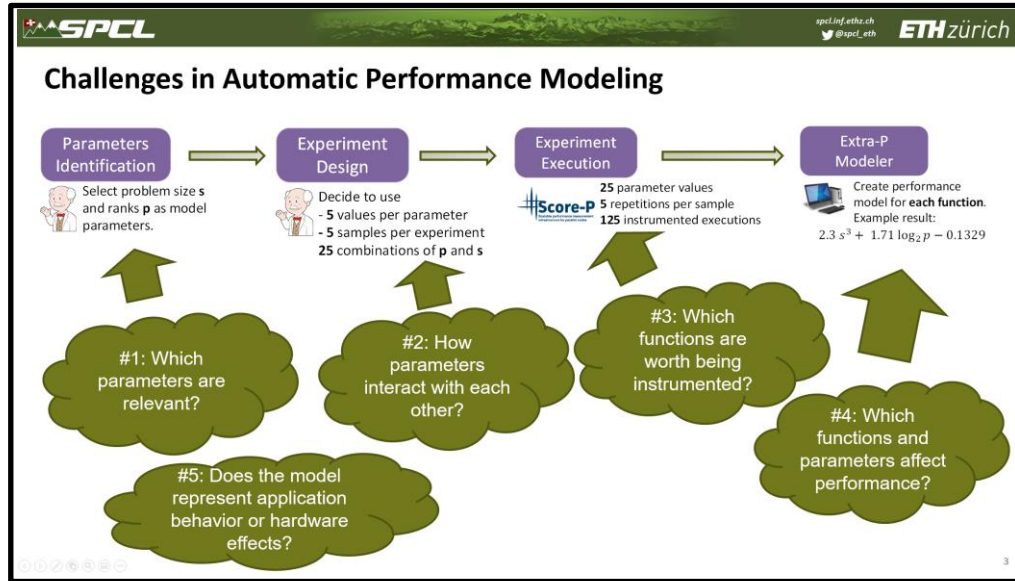 SPCL
spcl.inf.ethz.ch
@spcl_eth
ETH zürich
Challenges in Automatic Performance Modeling
Parameters
Identification
Select problem size s
and ranks p as model
parameters.
Experiment
Design
Decide to use
- 5 values per parameter
- 5 samples per experiment
25 combinations of p and s
Experiment
Execution
Score-P
25 parameter values
5 repetitions per sample
125 instrumented executions
Extra-P
Modeler
Create performance
model for each function.
Example result:
2.3 s³ + 1.71 log₂ p − 0.1329
#1: Which
parameters are
relevant?
#2: How
parameters
interact with each
other?
#3: Which
functions are
worth being
instrumented?
#4: Which
functions and
parameters affect
performance?
#5: Does the model
represent application
behavior or hardware
effects?
3